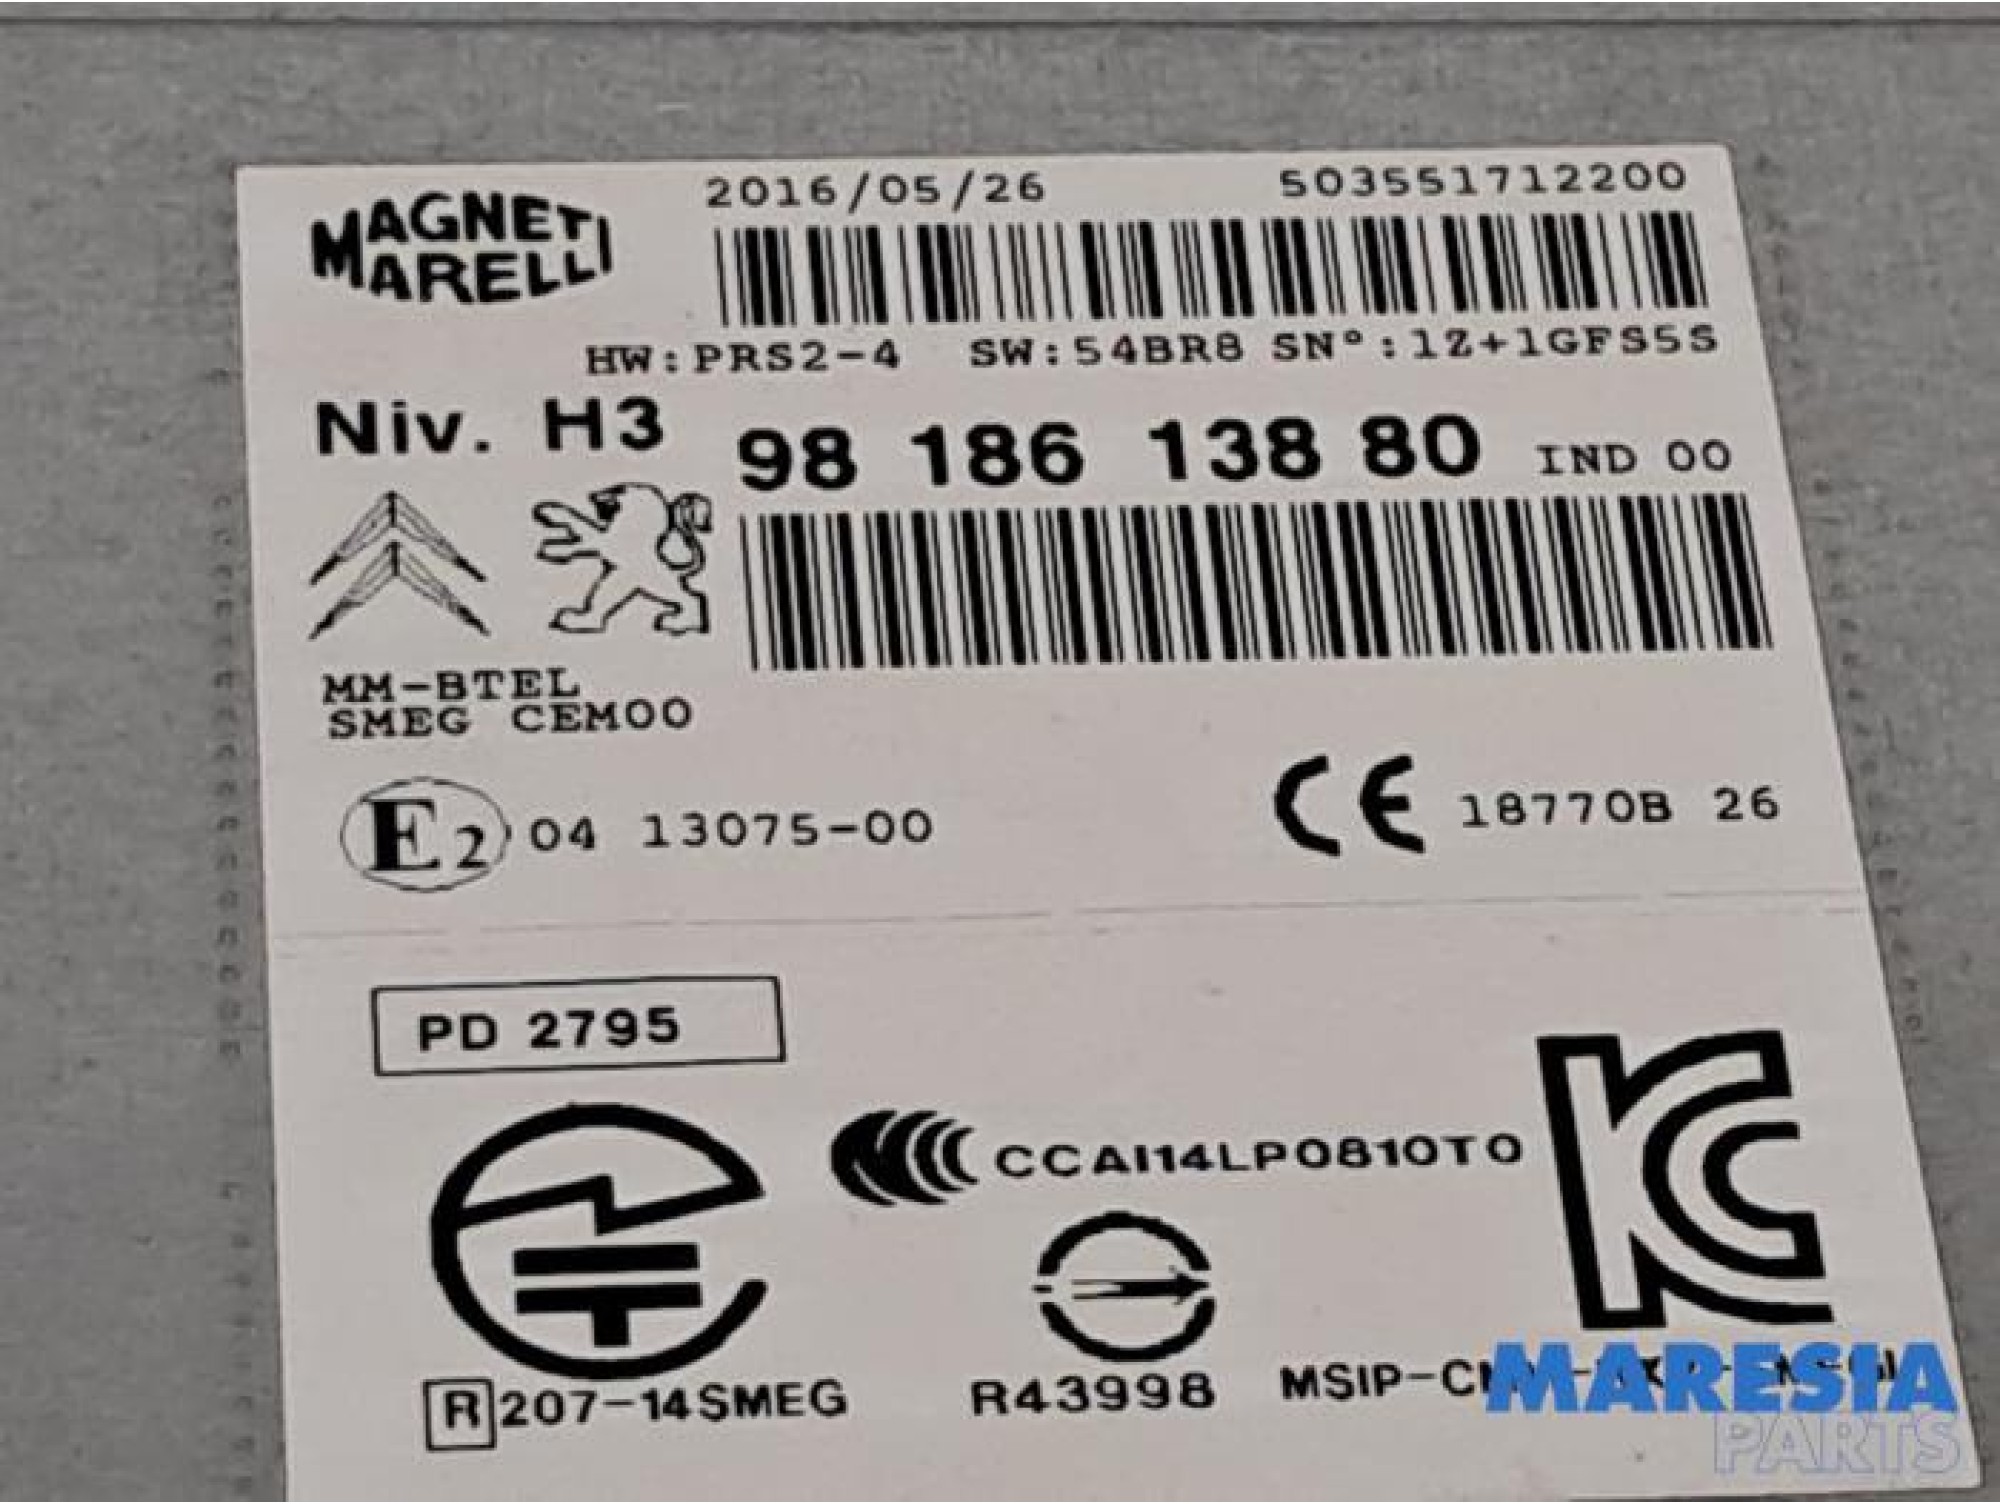 MAGNETI
MARELLI
2016/05/26 503551712200
HW:PRS2-4 SW:54BR8 SN°:1Z+1GFS5S
Niv. H3
98 186 138 80 IND 00
MM-BTEL
SMEG CEM00
E2 04 13075-00
CE 18770B 26
PD 2795
CCAI14LP0810T0
R 207-14SMEG
R43998
MARESIA
PARTS